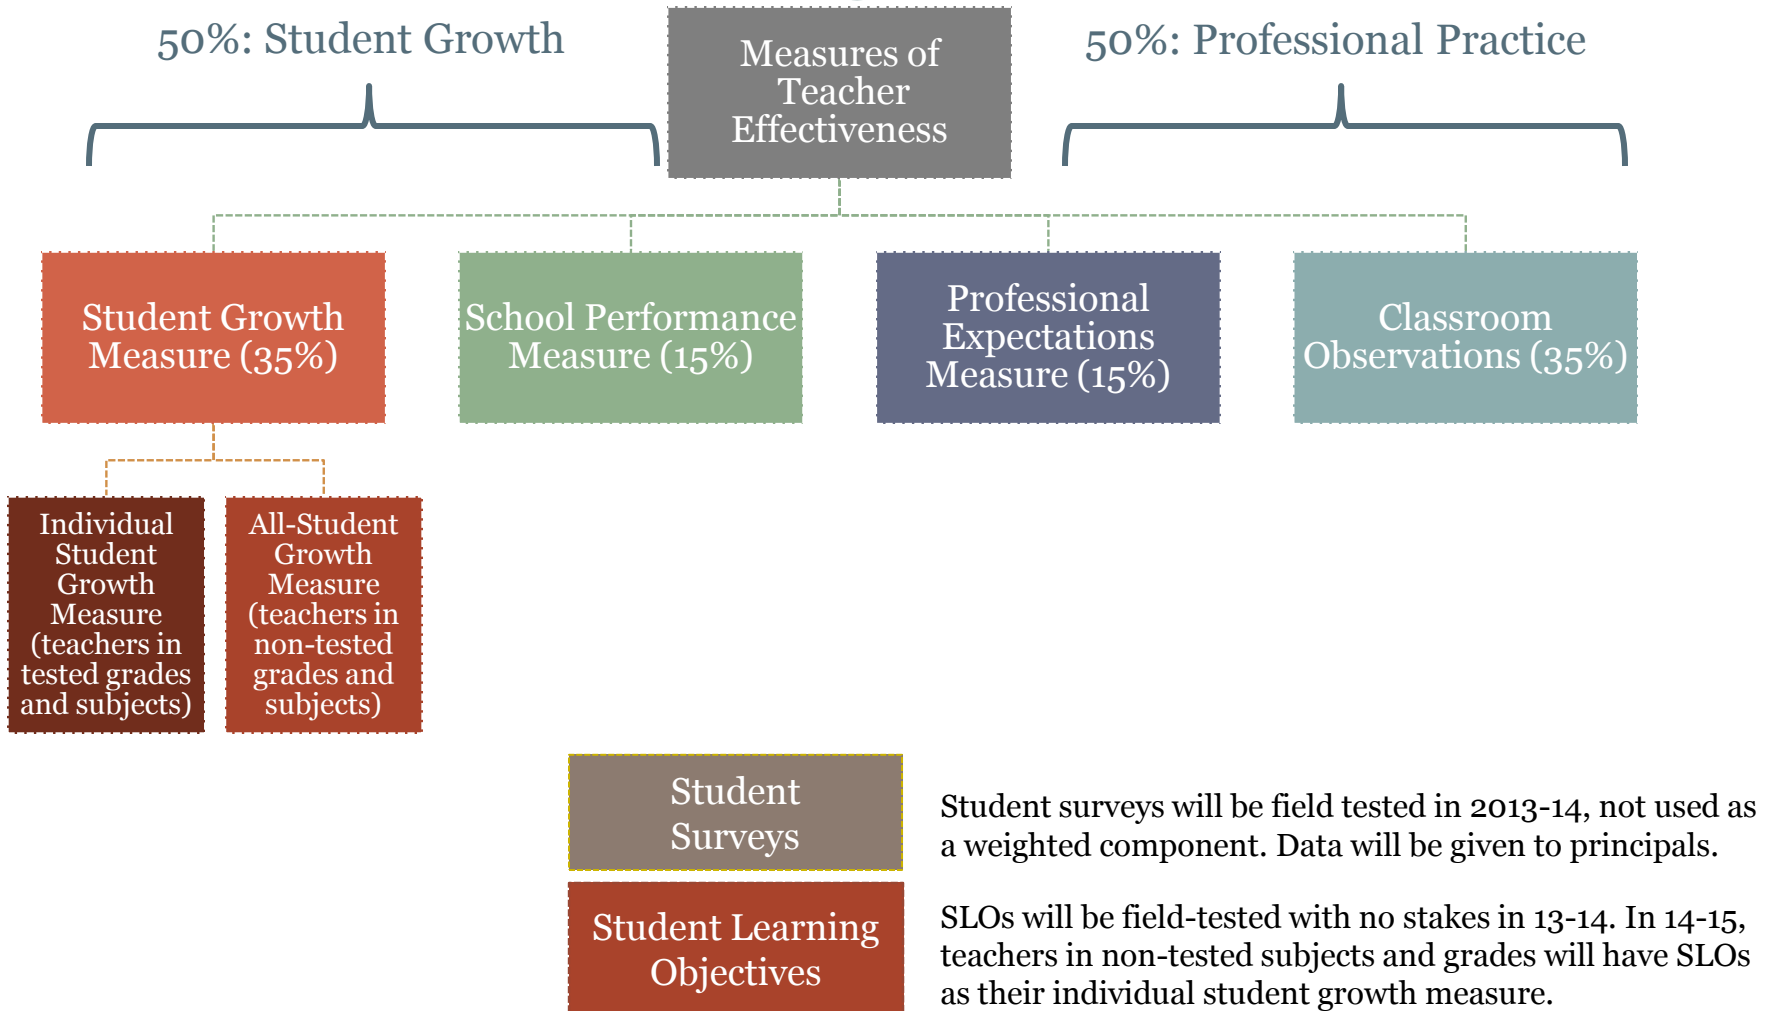 50%: Student Growth
Measures of
Teacher
Effectiveness
50%: Professional Practice
Student Growth
Measure (35%)
School Performance
Measure (15%)
Professional
Expectations
Measure (15%)
Classroom
Observations (35%)
Individual
Student
Growth
Measure
(teachers in
tested grades
and subjects)
All-Student
Growth
Measure
(teachers in
non-tested
grades and
subjects)
Student
Surveys
Student surveys will be field tested in 2013-14, not used as
a weighted component. Data will be given to principals.
Student Learning
Objectives
SLOs will be field-tested with no stakes in 13-14. In 14-15,
teachers in non-tested subjects and grades will have SLOs
as their individual student growth measure.